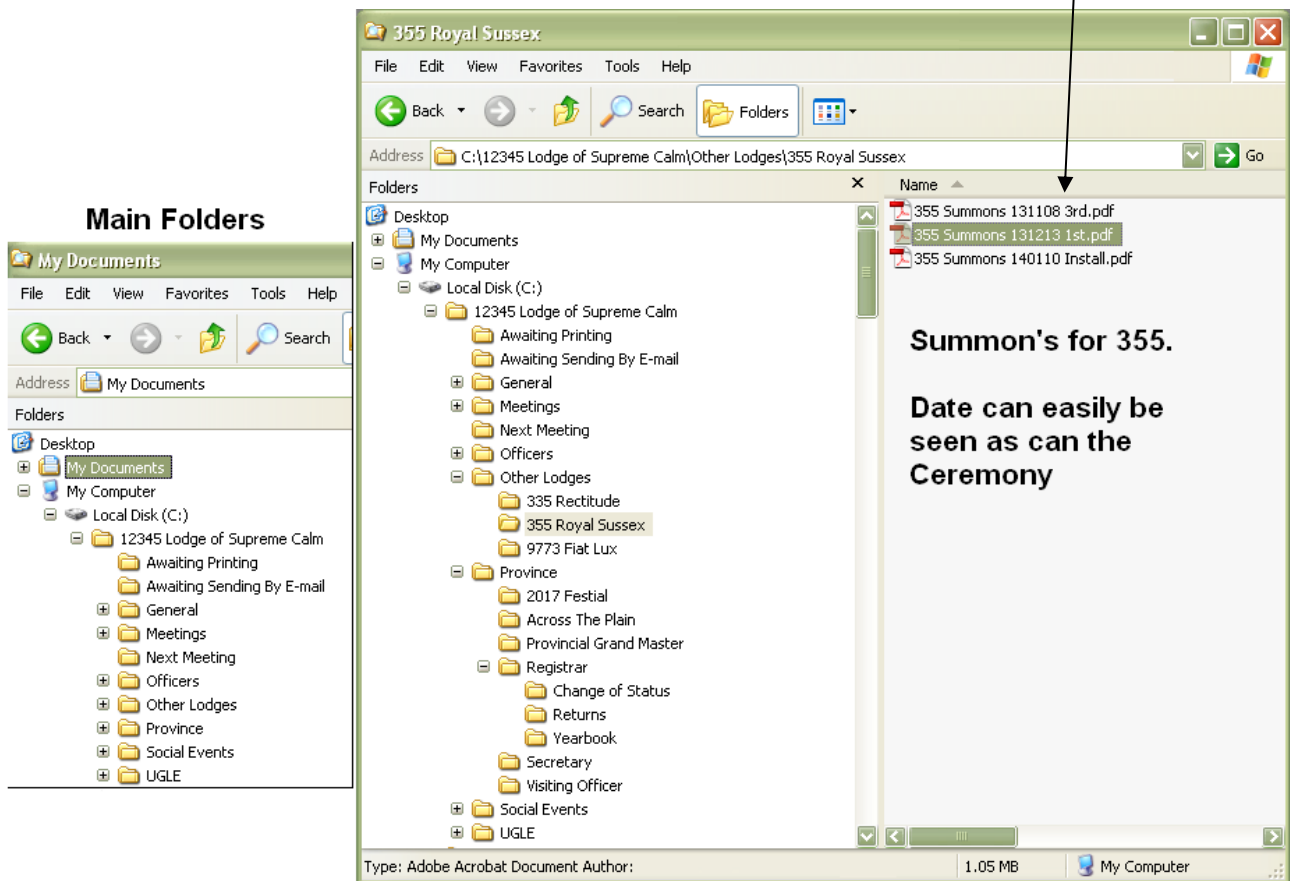 Main Folders
My Documents
File Edit View Favorites Tools Help
Back Search
Address My Documents
Folders
Desktop
My Documents
My Computer
Local Disk (C:)
12345 Lodge of Supreme Calm
Awaiting Printing
Awaiting Sending By E-mail
General
Meetings
Next Meeting
Officers
Other Lodges
Province
Social Events
UGLE
355 Royal Sussex
File Edit View Favorites Tools Help
Back Search Folders
Address C:\12345 Lodge of Supreme Calm\Other Lodges\355 Royal Sussex Go
Folders
Desktop
My Documents
My Computer
Local Disk (C:)
12345 Lodge of Supreme Calm
Awaiting Printing
Awaiting Sending By E-mail
General
Meetings
Next Meeting
Officers
Other Lodges
335 Rectitude
355 Royal Sussex
9773 Fiat Lux
Province
2017 Festial
Across The Plain
Provincial Grand Master
Registrar
Change of Status
Returns
Yearbook
Secretary
Visiting Officer
Social Events
UGLE
Name
355 Summons 131108 3rd.pdf
355 Summons 131213 1st.pdf
355 Summons 140110 Install.pdf
Summon's for 355.
Date can easily be
seen as can the
Ceremony
Type: Adobe Acrobat Document Author: 1.05 MB My Computer